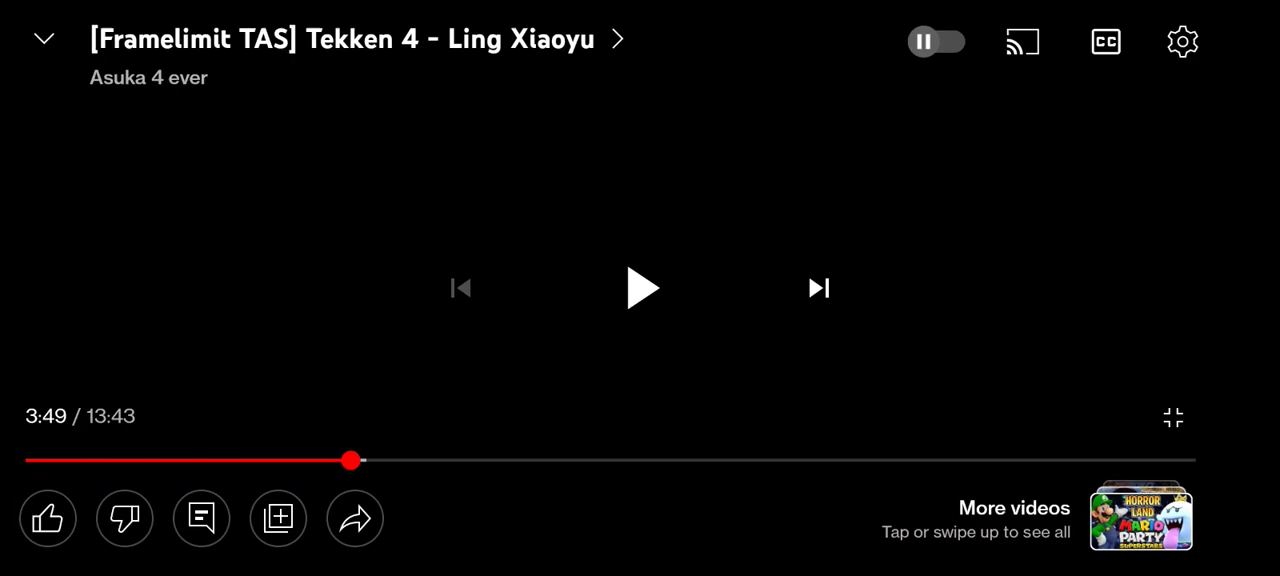 [Framelimit TAS] Tekken 4 - Ling Xiaoyu
Asuka 4 ever
CC
3:49 / 13:43
More videos
Tap or swipe up to see all
HORROR
LAND
MARIO
PARTY
SUPERSTARS